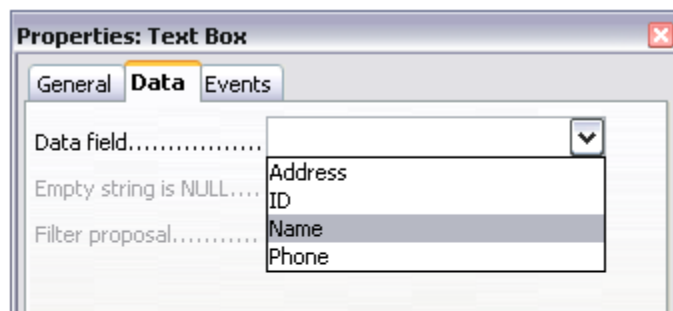 Properties: Text Box
General Data Events
Data field.................
Address
Empty string is NULL....
ID
Name
Filter proposal...........
Phone